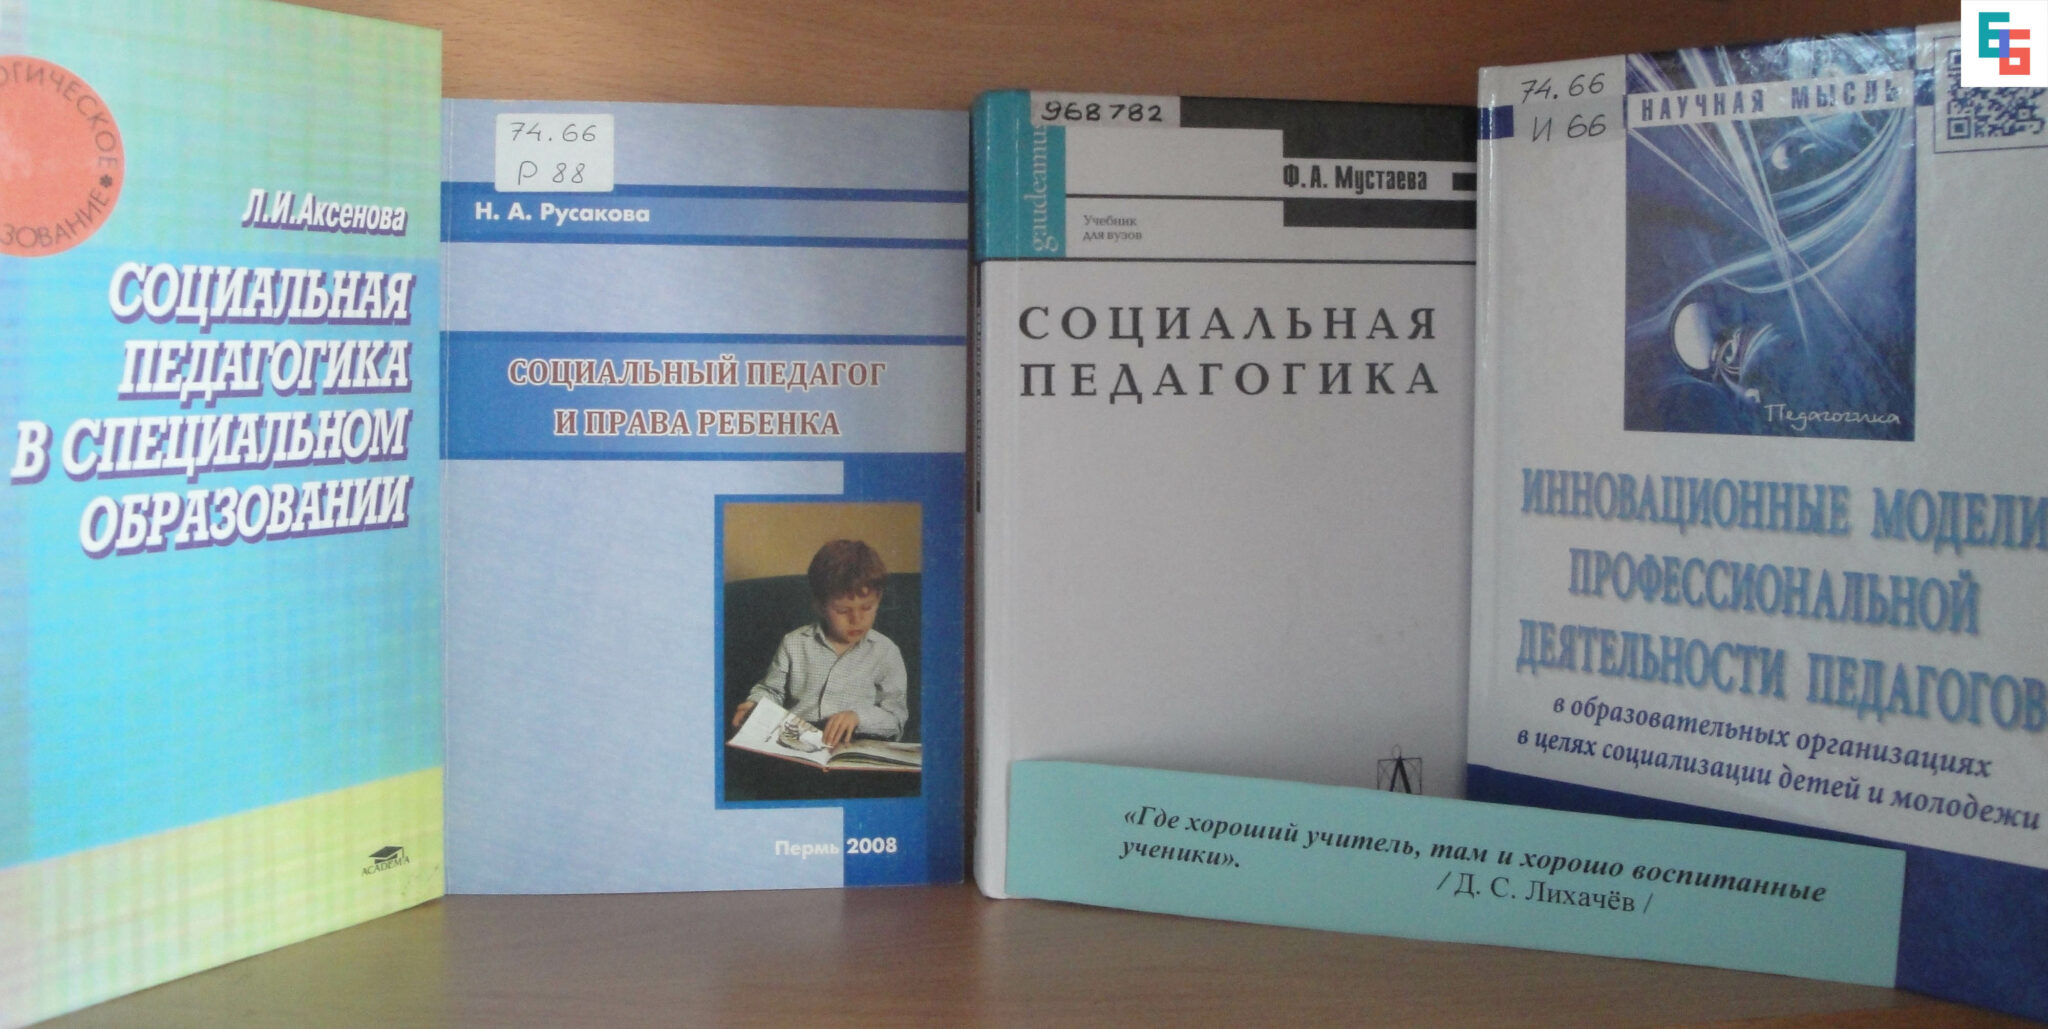 Л.И.Аксенова
СОЦИАЛЬНАЯ
ПЕДАГОГИКА
В СПЕЦИАЛЬНОМ
ОБРАЗОВАНИИ
ACADEMA
74.66
Р 88
Н. А. Русакова
СОЦИАЛЬНЫЙ ПЕДАГОГ
И ПРАВА РЕБЕНКА
Пермь 2008
968782
gaudeamus
Ф. А. Мустаева
Учебник
для вузов
СОЦИАЛЬНАЯ
ПЕДАГОГИКА
74.66
И 66
НАУЧНАЯ МЫСЛЬ
Педагогика
ИННОВАЦИОННЫЕ МОДЕЛИ
ПРОФЕССИОНАЛЬНОЙ
ДЕЯТЕЛЬНОСТИ ПЕДАГОГОВ
в образовательных организациях
в целях социализации детей и молодежи
«Где хороший учитель, там и хорошо воспитанные
ученики».
/ Д. С. Лихачёв /